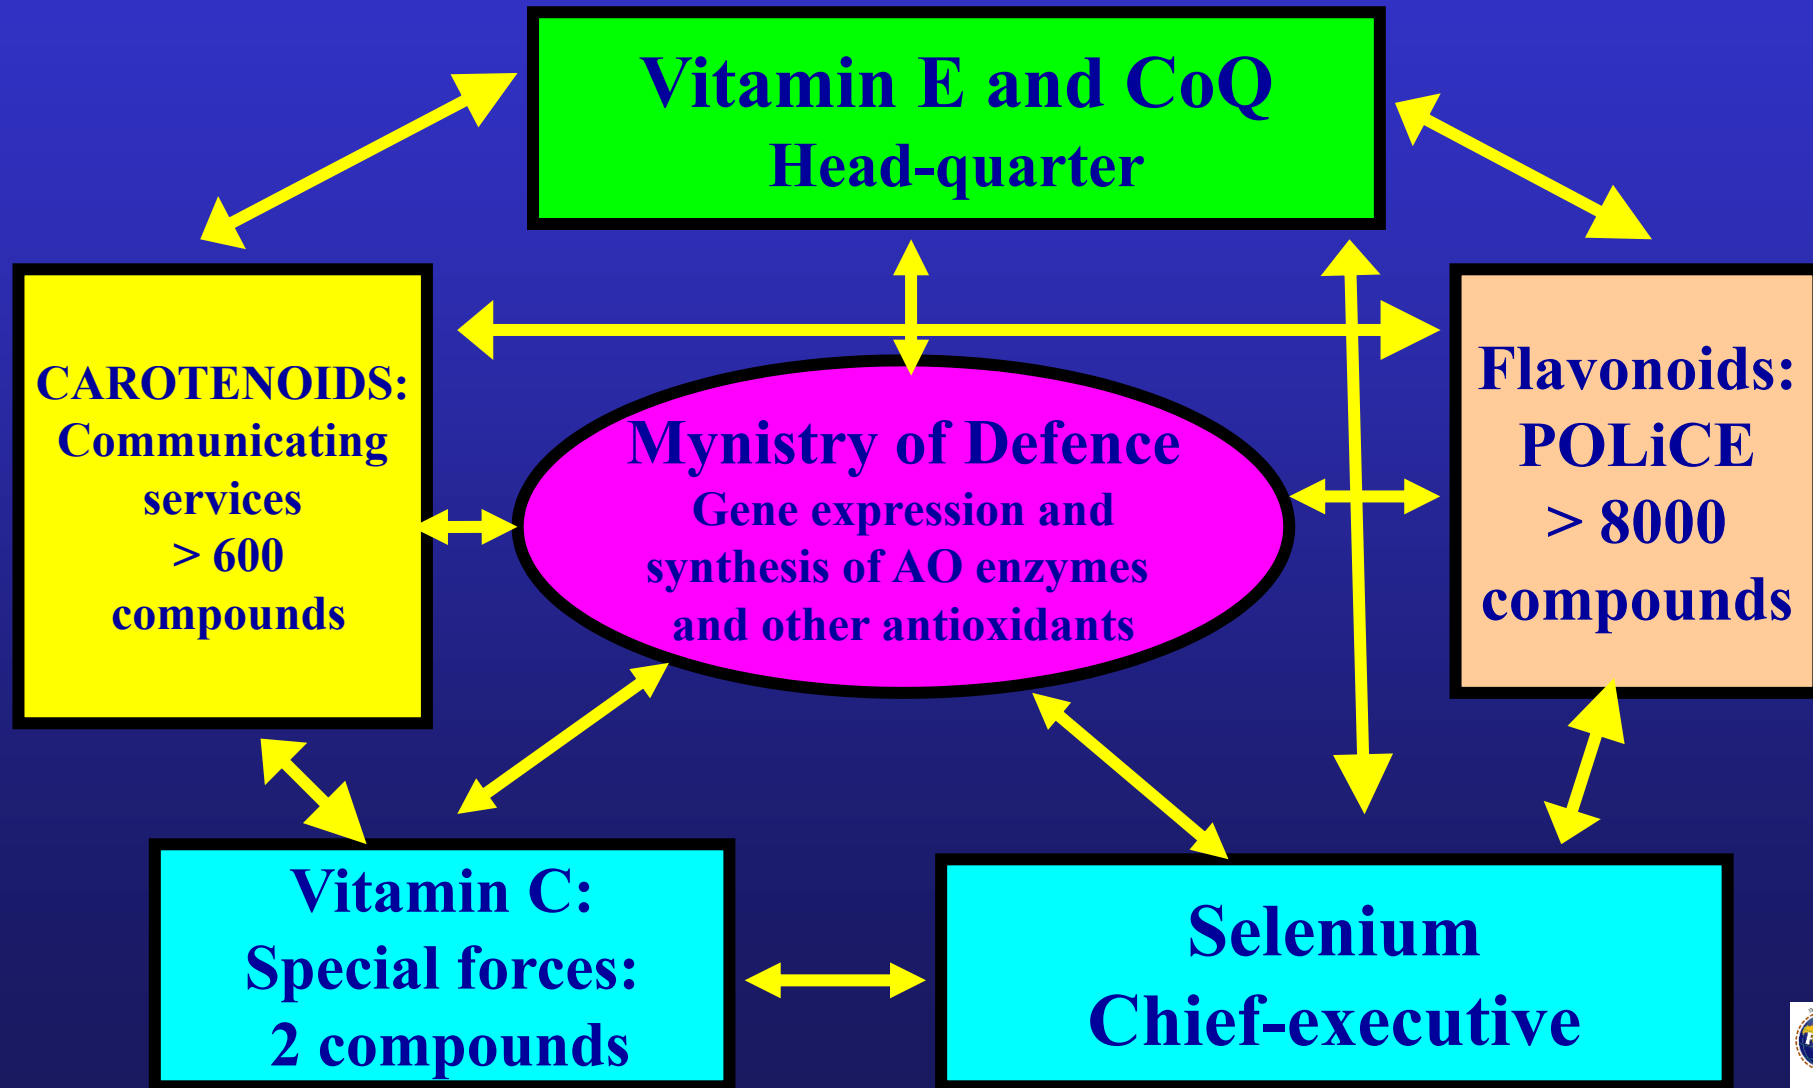 Vitamin E and CoQ
Head-quarter
CAROTENOIDS:
Communicating
services
> 600
compounds
Mynistry of Defence
Gene expression and
synthesis of AO enzymes
and other antioxidants
Flavonoids:
POLiCE
> 8000
compounds
Vitamin C:
Special forces:
2 compounds
Selenium
Chief-executive